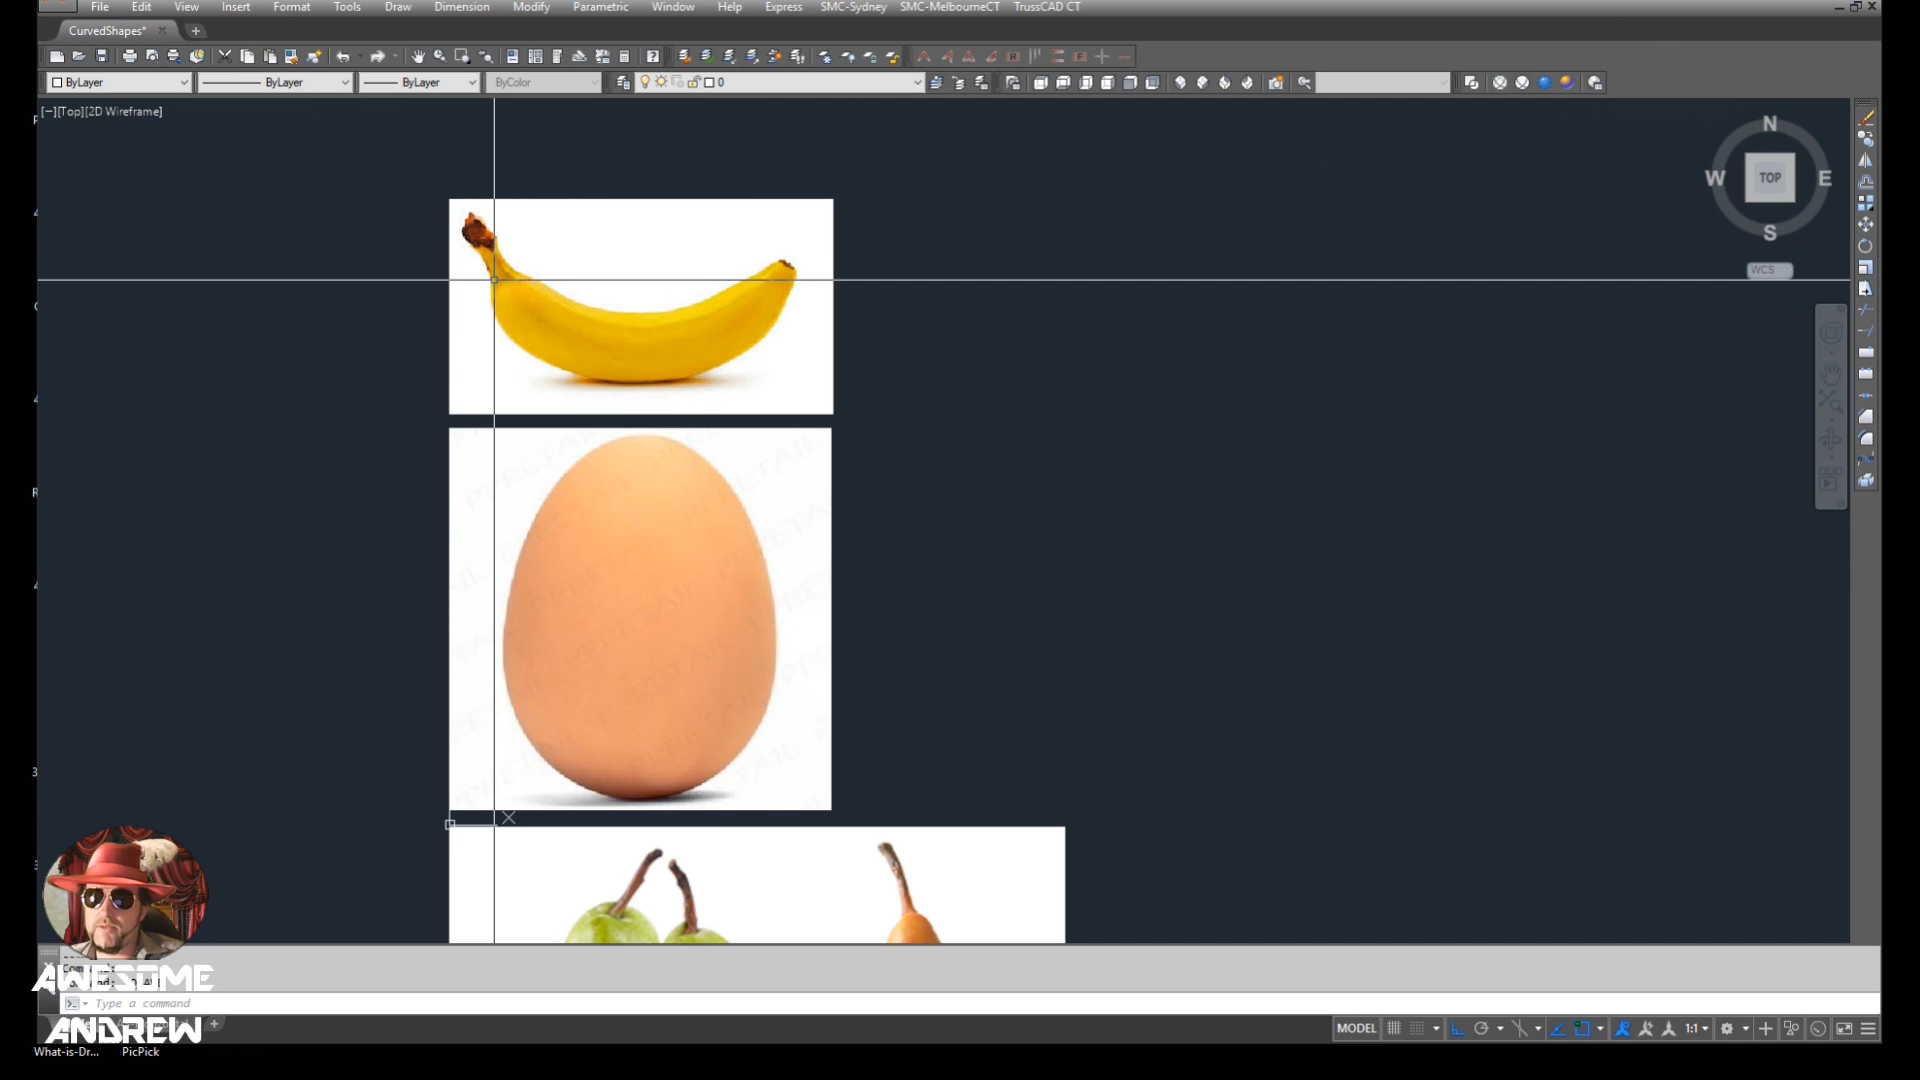 File Edit View Insert Format Tools Draw Dimension Modify Parametric Window Help Express SMC-Sydney SMC-MelbourneCT TrussCAD CT
CurvedShapes*
ByLayer ByLayer ByLayer ByColor 0
[−][Top][2D Wireframe]
N
W TOP E
S
WCS
Command:
Type a command
AWESOME
ANDREW
MODEL 1:1
What-is-Dr... PicPick